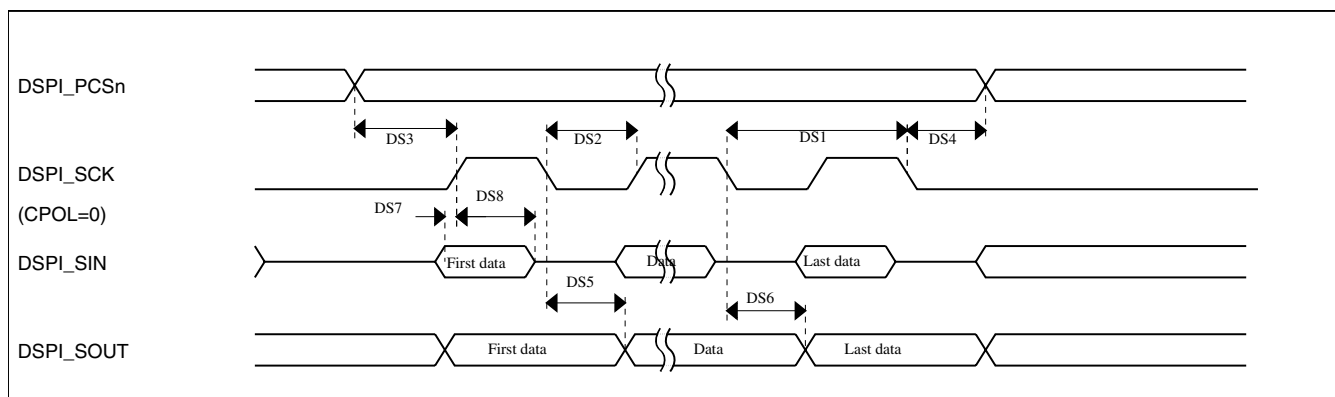 DSPI_PCSn
DS3
DS2
DS1
DS4
DSPI_SCK
(CPOL=0)
DS7
DS8
DSPI_SIN
First data
Data
Last data
DS5
DS6
DSPI_SOUT
First data
Data
Last data